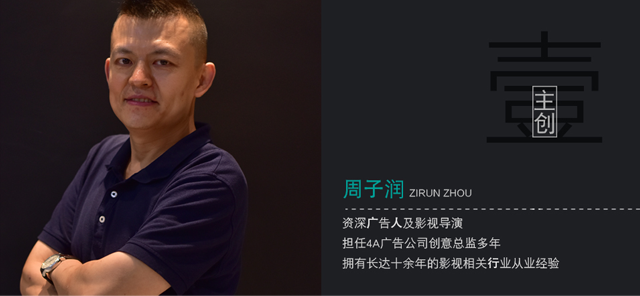 壹
主创
周子润 ZIRUN ZHOU
资深广告人及影视导演
担任4A广告公司创意总监多年
拥有长达十余年的影视相关行业从业经验